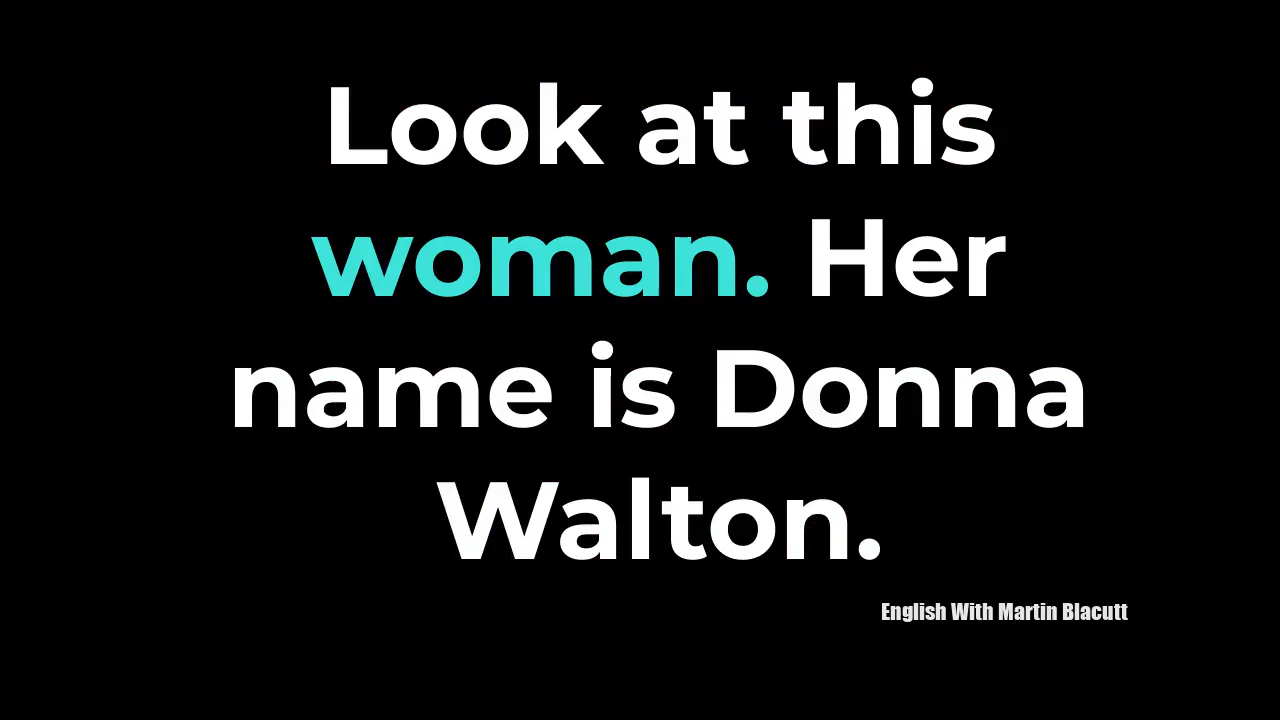 Look at this
woman. Her
name is Donna
Walton.
English With Martin Blacutt